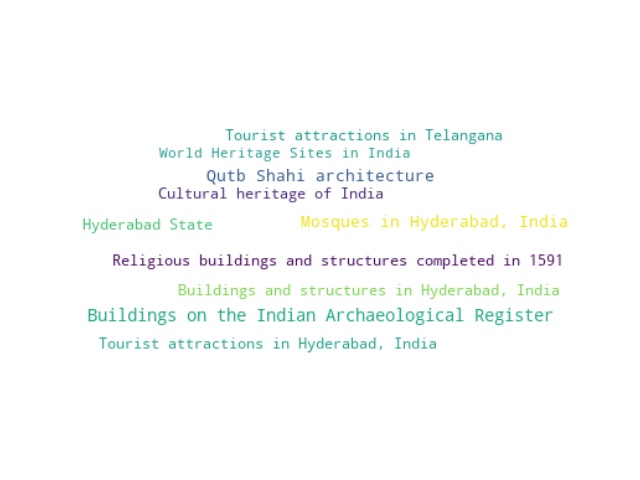 Tourist attractions in Telangana
World Heritage Sites in India
Qutb Shahi architecture
Cultural heritage of India
Hyderabad State
Mosques in Hyderabad, India
Religious buildings and structures completed in 1591
Buildings and structures in Hyderabad, India
Buildings on the Indian Archaeological Register
Tourist attractions in Hyderabad, India